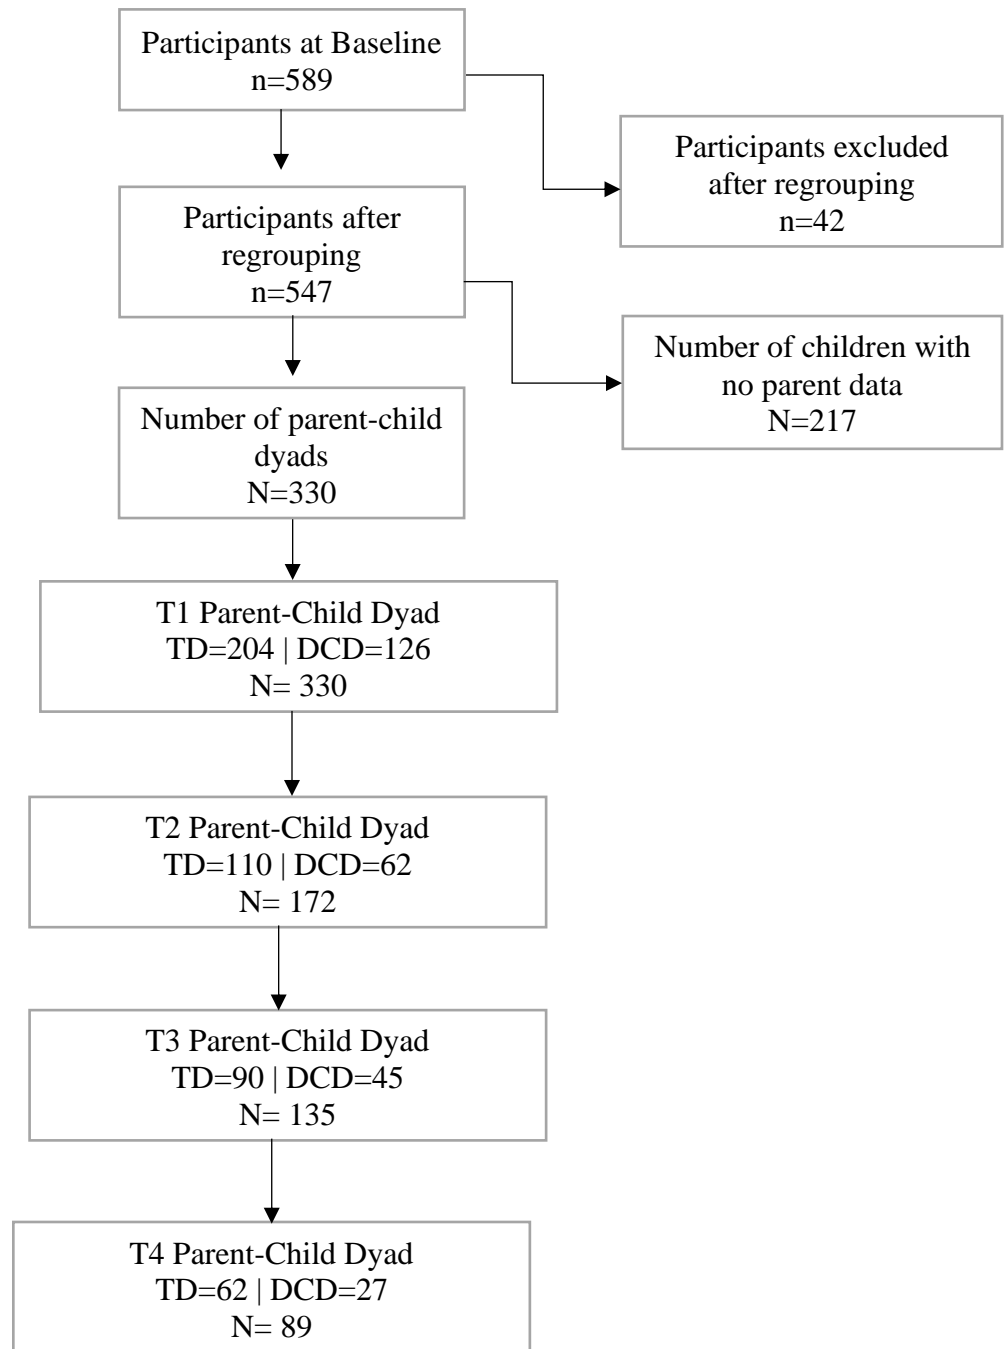 Participants at Baseline
n=589
Participants excluded
after regrouping
n=42
Participants after
regrouping
n=547
Number of children with
no parent data
N=217
Number of parent-child
dyads
N=330
T1 Parent-Child Dyad
TD=204 | DCD=126
N= 330
T2 Parent-Child Dyad
TD=110 | DCD=62
N= 172
T3 Parent-Child Dyad
TD=90 | DCD=45
N= 135
T4 Parent-Child Dyad
TD=62 | DCD=27
N= 89